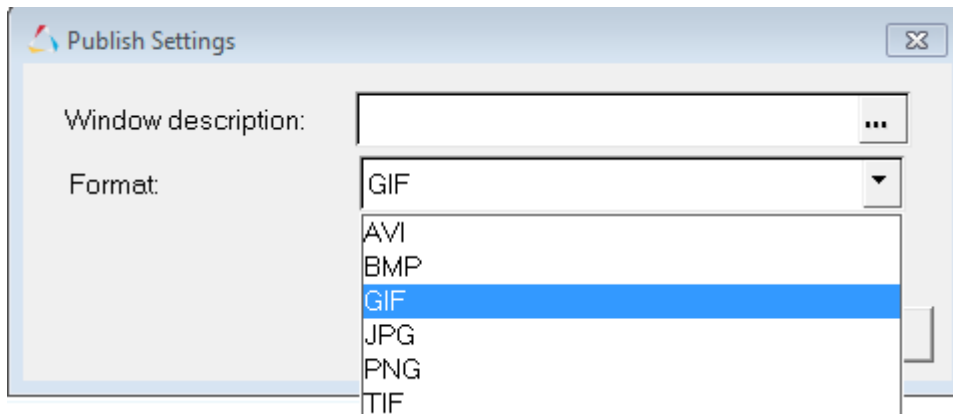 Publish Settings
Window description:
...
Format:
GIF
AVI
BMP
GIF
JPG
PNG
TIF